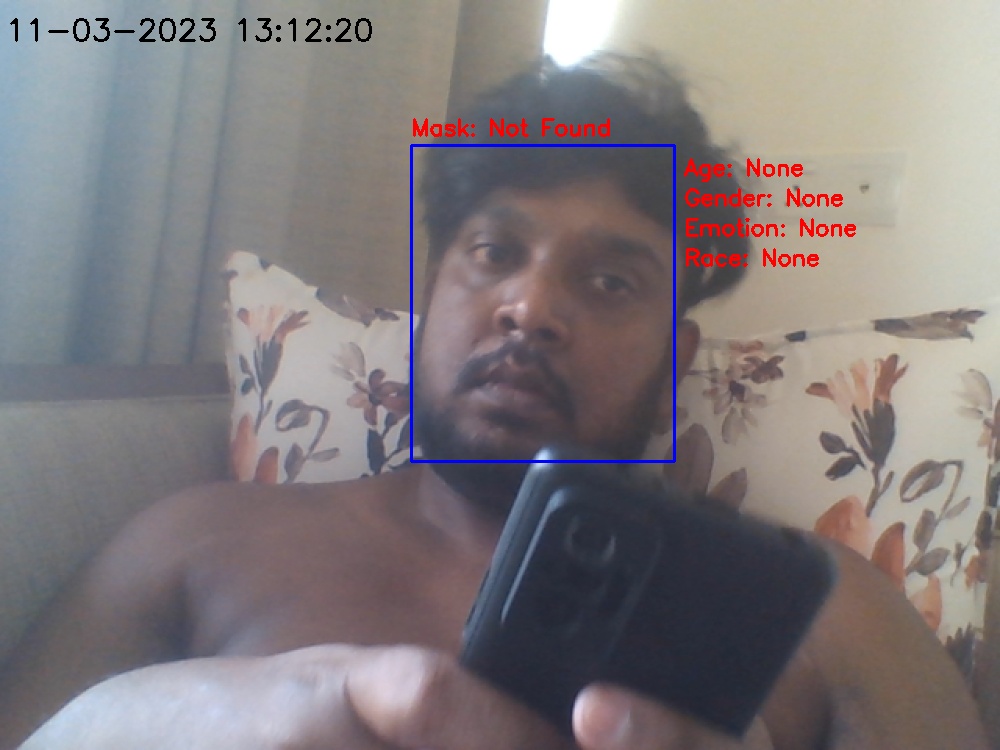 11-03-2023 13:12:20
Mask: Not Found
Age: None
Gender: None
Emotion: None
Race: None